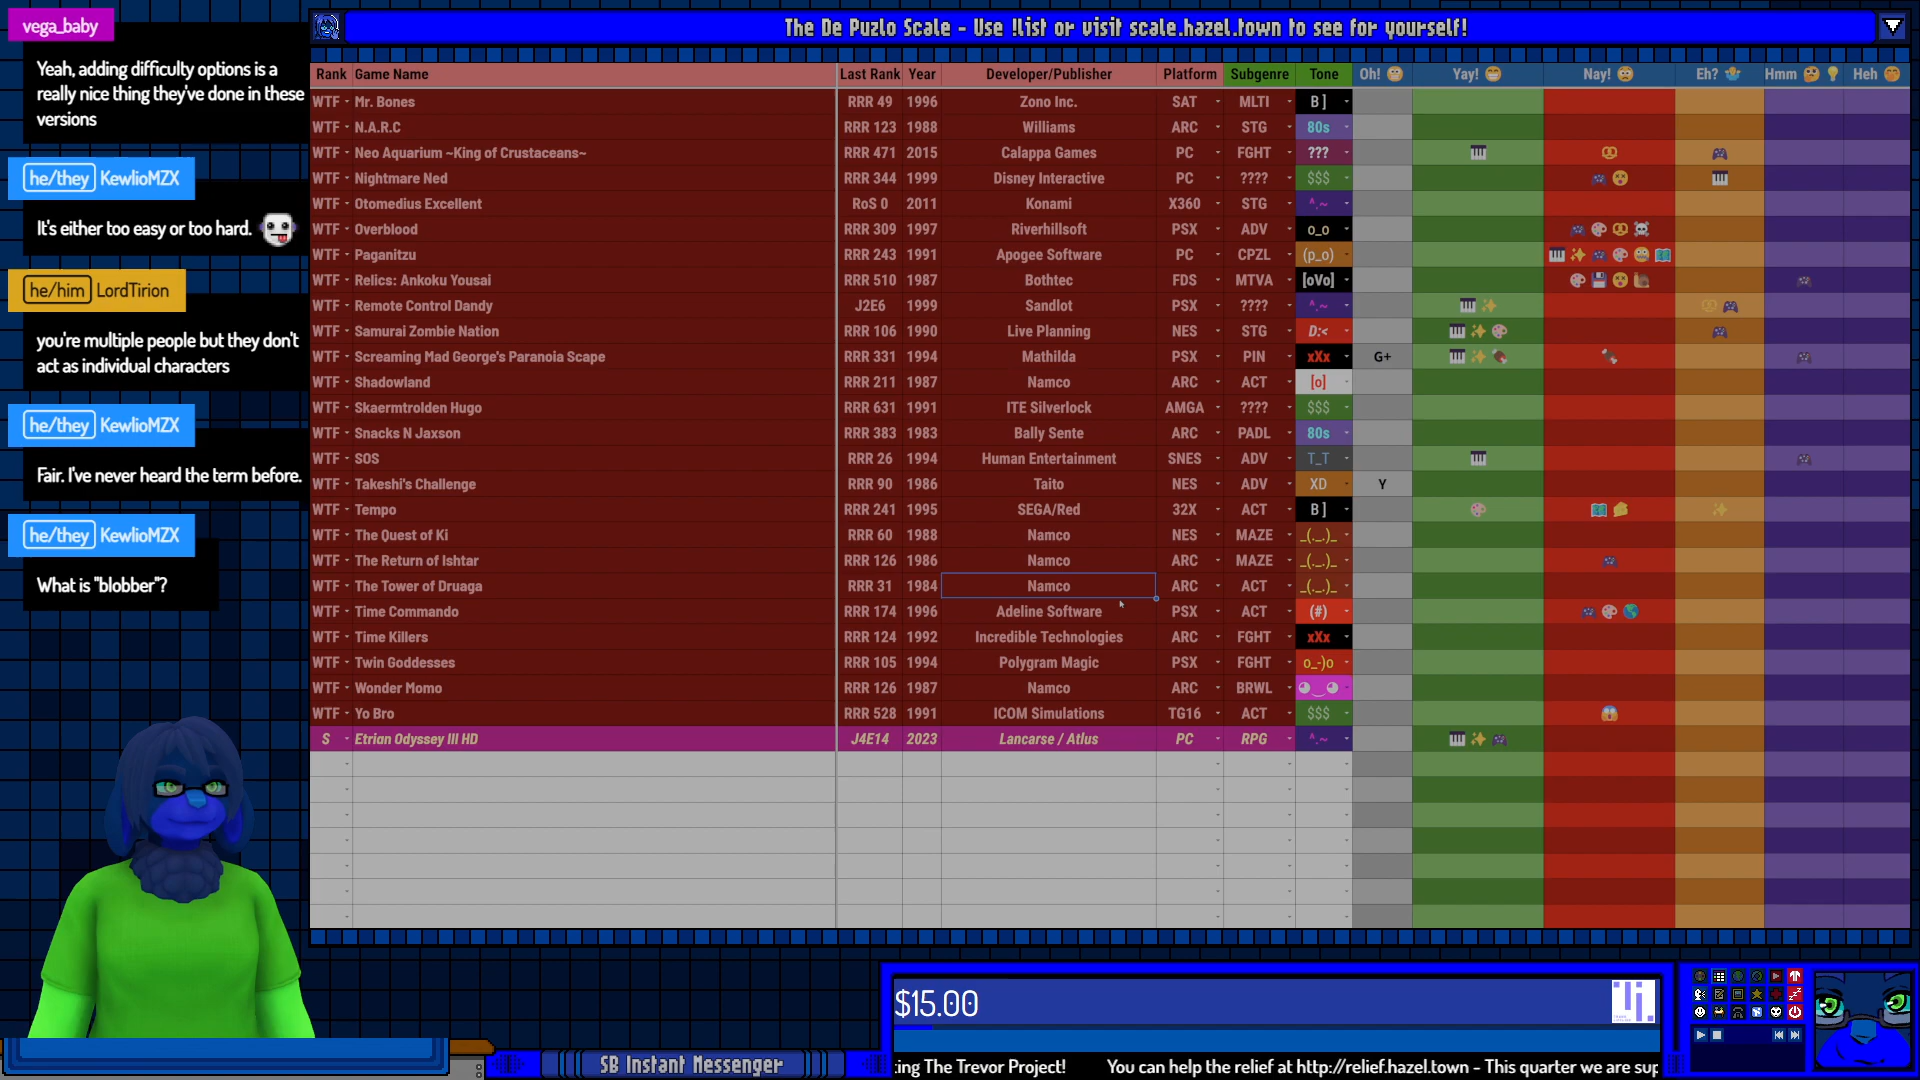 vega_baby
Yeah, adding difficulty options is a
really nice thing they've done in these
versions
he/they KewlioMZX
It's either too easy or too hard.
he/him LordTirion
you're multiple people but they don't
act as individual characters
he/they KewlioMZX
Fair. I've never heard the term before.
he/they KewlioMZX
What is "blobber"?
The De Puzlo Scale - Use !list or visit scale.hazel.town to see for yourself!
Rank Game Name Last Rank Year Developer/Publisher Platform Subgenre Tone Oh! Yay! Nay! Eh? Hmm Heh
WTF Mr. Bones RRR 49 1996 Zono Inc. SAT MLTI B ]
WTF N.A.R.C RRR 123 1988 Williams ARC STG 80s
WTF Neo Aquarium ~King of Crustaceans~ RRR 471 2015 Calappa Games PC FGHT ???
WTF Nightmare Ned RRR 344 1999 Disney Interactive PC ???? $$$
WTF Otomedius Excellent RoS 0 2011 Konami X360 STG ^.~
WTF Overblood RRR 309 1997 Riverhillsoft PSX ADV o_o
WTF Paganitzu RRR 243 1991 Apogee Software PC CPZL (p_o)
WTF Relics: Ankoku Yousai RRR 510 1987 Bothtec FDS MTVA [oVo]
WTF Remote Control Dandy J2E6 1999 Sandlot PSX ???? ^.~
WTF Samurai Zombie Nation RRR 106 1990 Live Planning NES STG D:<
WTF Screaming Mad George's Paranoia Scape RRR 331 1994 Mathilda PSX PIN xXx G+
WTF Shadowland RRR 211 1987 Namco ARC ACT [o]
WTF Skaermtrolden Hugo RRR 631 1991 ITE Silverlock AMGA ???? $$$
WTF Snacks N Jaxson RRR 383 1983 Bally Sente ARC PADL 80s
WTF SOS RRR 26 1994 Human Entertainment SNES ADV T_T
WTF Takeshi's Challenge RRR 90 1986 Taito NES ADV XD Y
WTF Tempo RRR 241 1995 SEGA/Red 32X ACT B ]
WTF The Quest of Ki RRR 60 1988 Namco NES MAZE _(._.)_
WTF The Return of Ishtar RRR 126 1986 Namco ARC MAZE _(._.)_
WTF The Tower of Druaga RRR 31 1984 Namco ARC ACT _(._.)_
WTF Time Commando RRR 174 1996 Adeline Software PSX ACT (#)
WTF Time Killers RRR 124 1992 Incredible Technologies ARC FGHT xXx
WTF Twin Goddesses RRR 105 1994 Polygram Magic PSX FGHT o_-)o
WTF Wonder Momo RRR 126 1987 Namco ARC BRWL
WTF Yo Bro RRR 528 1991 ICOM Simulations TG16 ACT $$$
S Etrian Odyssey III HD J4E14 2023 Lancarse / Atlus PC RPG ^.~
$15.00
SB Instant Messenger
ing The Trevor Project! You can help the relief at http://relief.hazel.town - This quarter we are sup